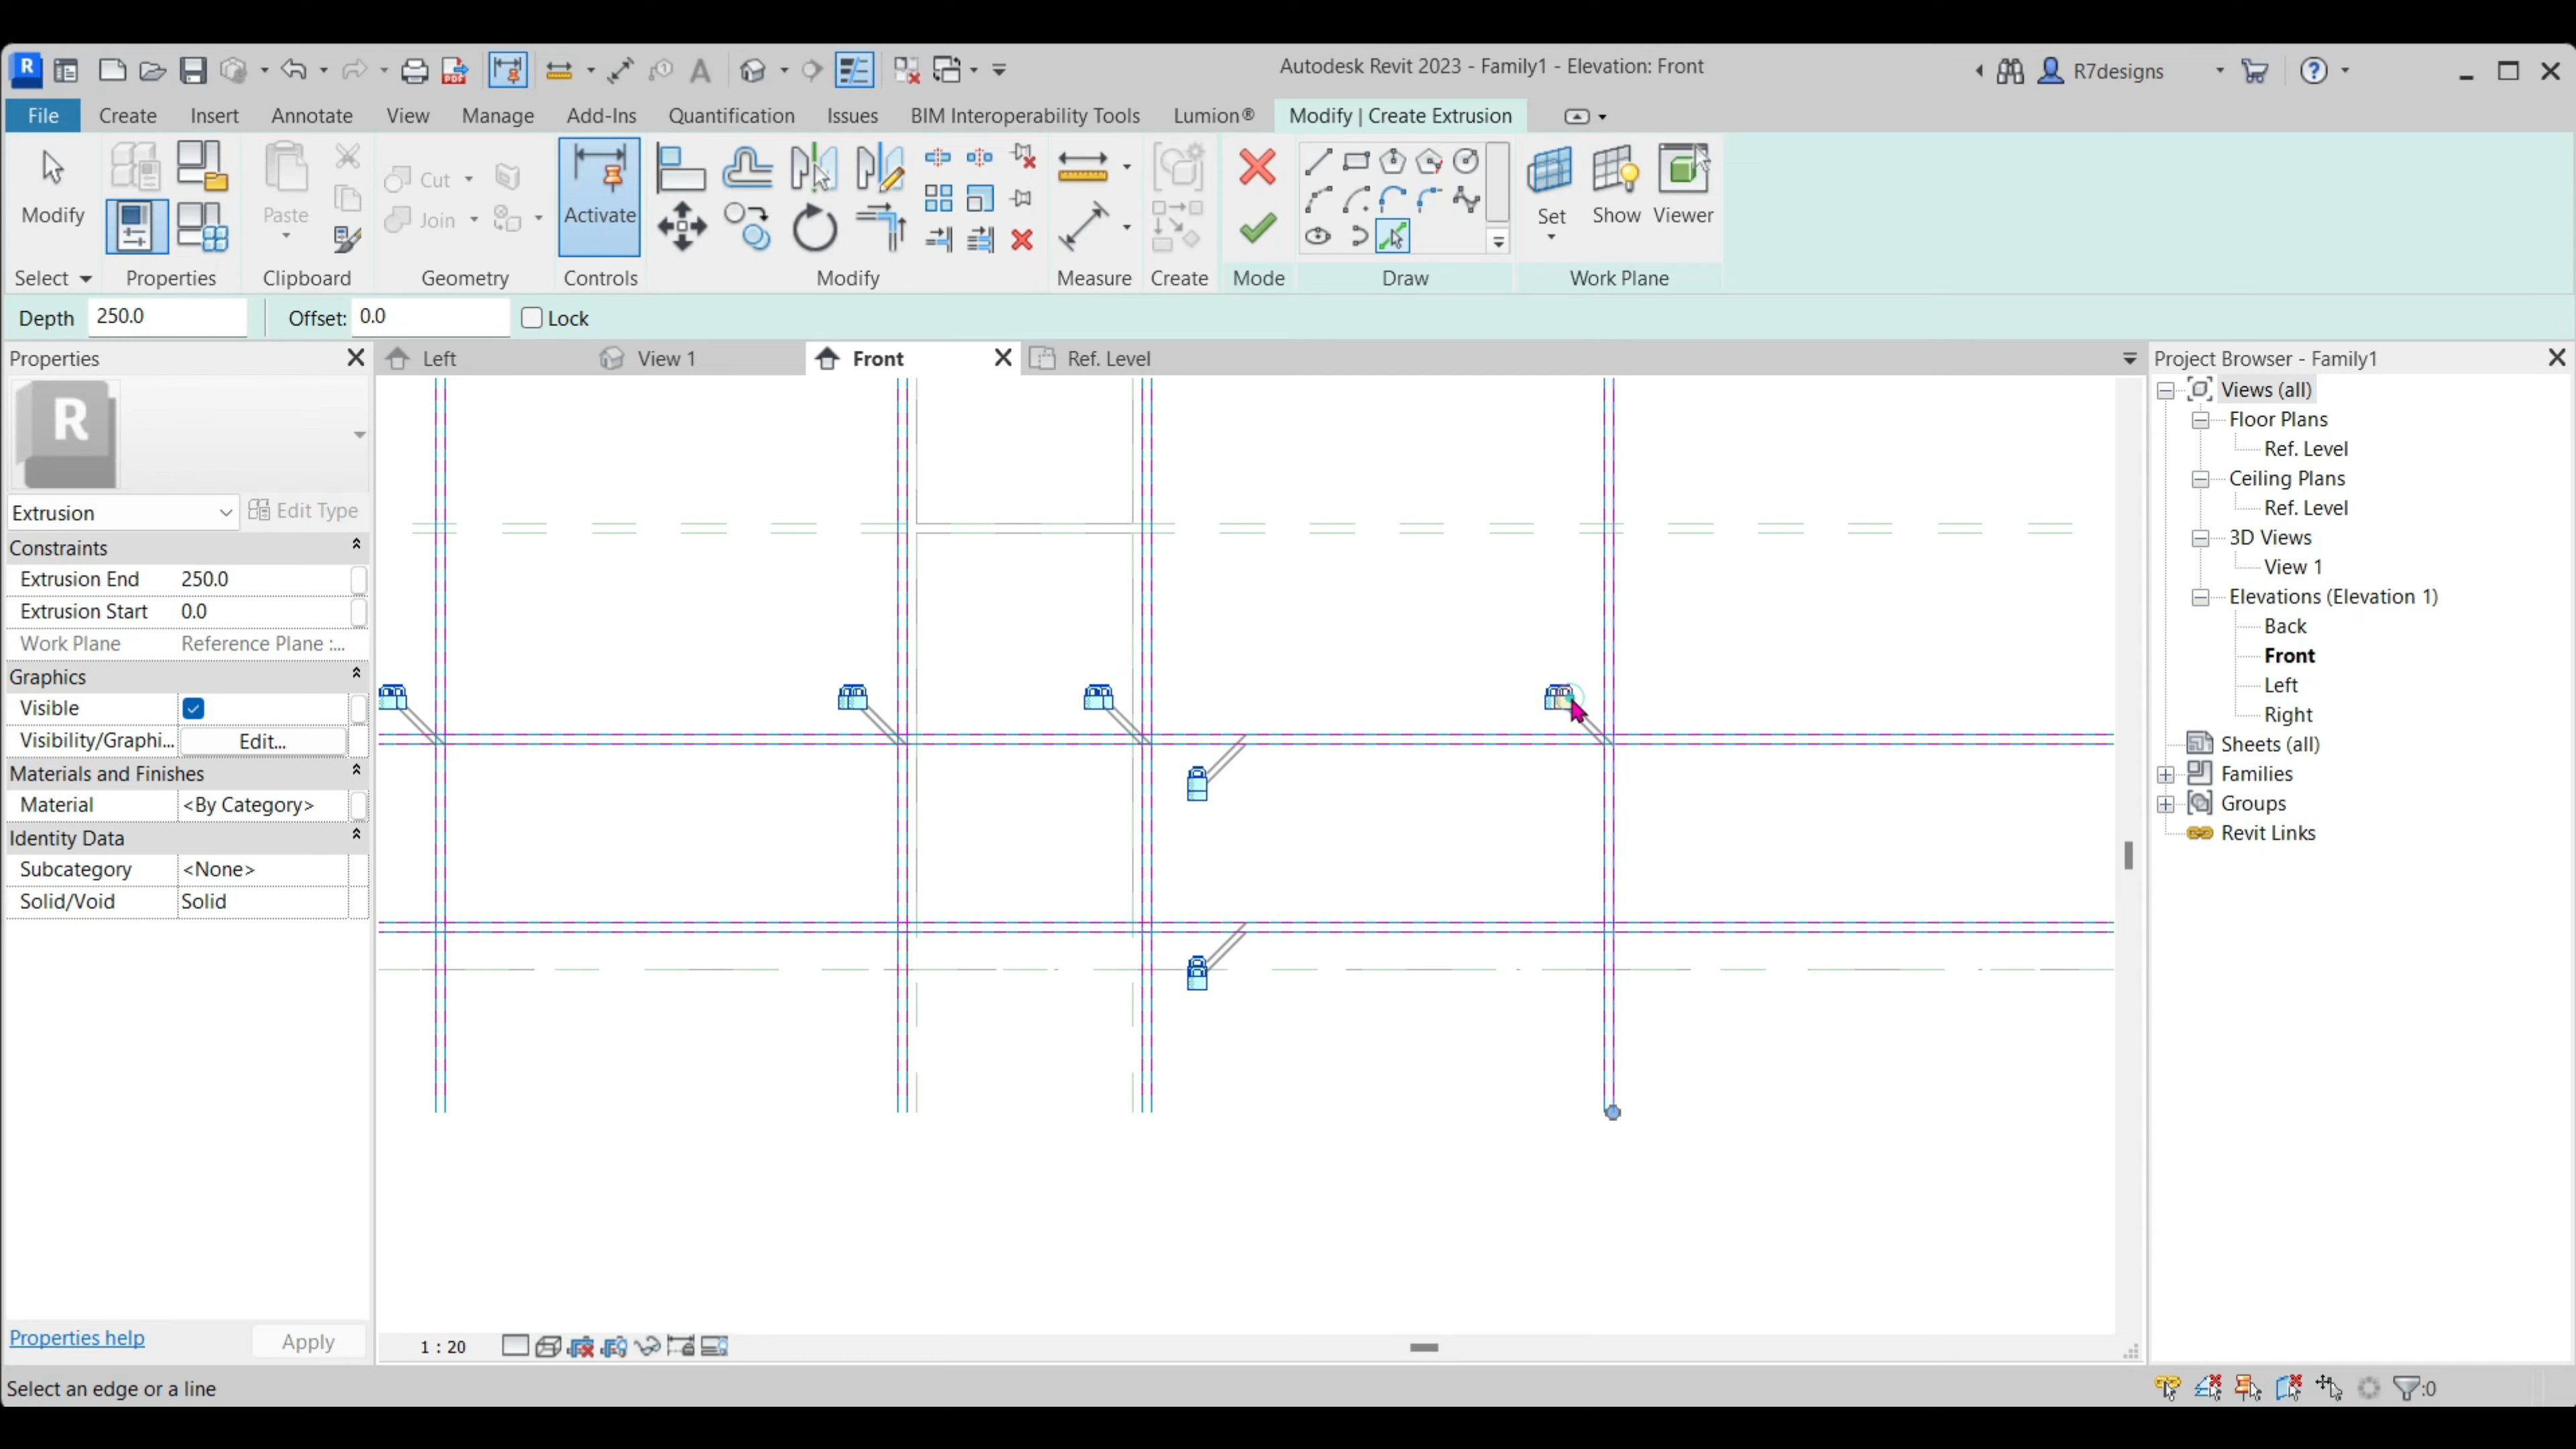 Autodesk Revit 2023 - Family1 - Elevation: Front
R7designs
File Create Insert Annotate View Manage Add-Ins Quantification Issues BIM Interoperability Tools Lumion® Modify | Create Extrusion
Modify
Paste
Cut
Join
Activate
Set Show Viewer
Select Properties Clipboard Geometry Controls Modify Measure Create Mode Draw Work Plane
Depth 250.0 Offset: 0.0 Lock
Properties
Left View 1 Front Ref. Level
Project Browser - Family1
R
Extrusion Edit Type
Constraints
Extrusion End 250.0
Extrusion Start 0.0
Work Plane Reference Plane :...
Graphics
Visible
Visibility/Graphi... Edit...
Materials and Finishes
Material <By Category>
Identity Data
Subcategory <None>
Solid/Void Solid
Views (all)
Floor Plans
Ref. Level
Ceiling Plans
Ref. Level
3D Views
View 1
Elevations (Elevation 1)
Back
Front
Left
Right
Sheets (all)
Families
Groups
Revit Links
Properties help Apply
1 : 20
Select an edge or a line
:0